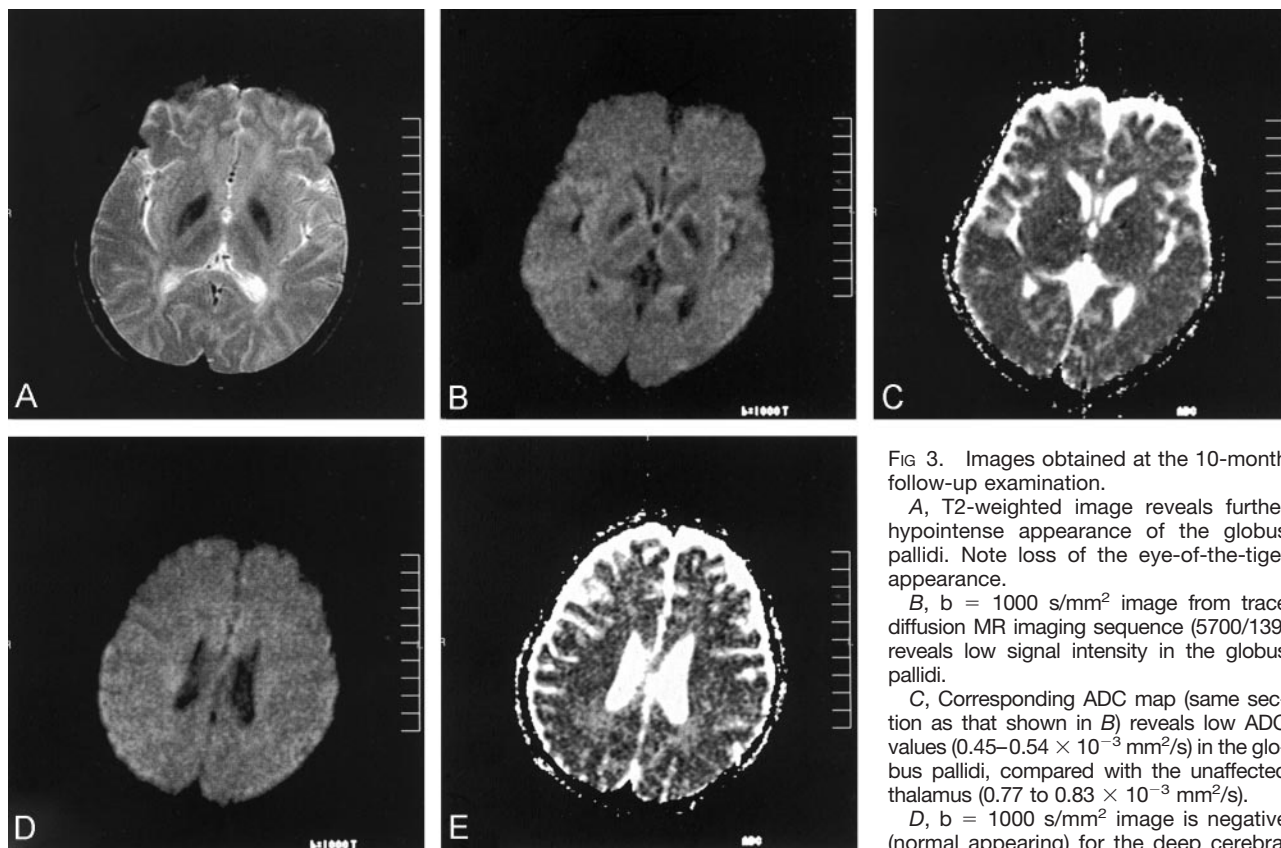 A
B
b=1000 T
C
ADC
D
b=1000 T
E
ADC
FIG 3. Images obtained at the 10-month
follow-up examination.
A, T2-weighted image reveals furthe
hypointense appearance of the globus
pallidi. Note loss of the eye-of-the-tige
appearance.
B, b = 1000 s/mm² image from trace
diffusion MR imaging sequence (5700/139
reveals low signal intensity in the globus
pallidi.
C, Corresponding ADC map (same sec-
tion as that shown in B) reveals low ADC
values (0.45–0.54 × 10⁻³ mm²/s) in the glo-
bus pallidi, compared with the unaffected
thalamus (0.77 to 0.83 × 10⁻³ mm²/s).
D, b = 1000 s/mm² image is negative
(normal appearing) for the deep cerebra